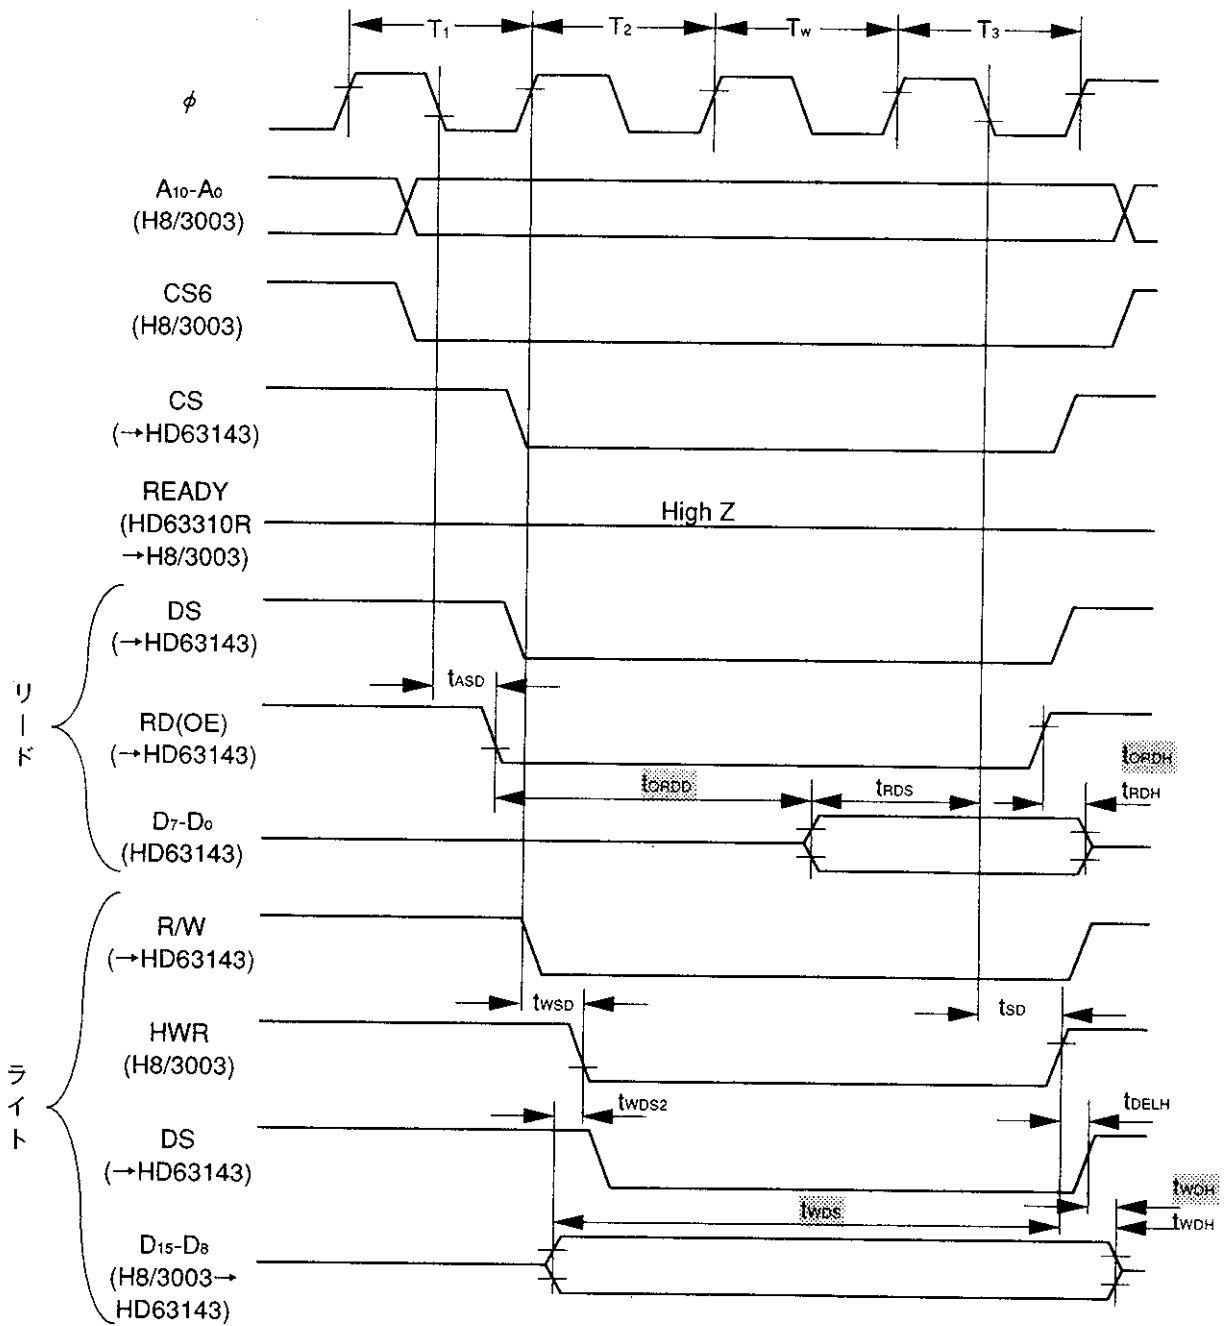 T1 T2 Tw T3
φ
A10-A0
(H8/3003)
CS6
(H8/3003)
CS
(→HD63143)
READY
(HD63310R
→H8/3003)
High Z
リード
DS
(→HD63143)
tASD
RD(OE)
(→HD63143)
tORDH
tORDD
tRDS
tRDH
D7-D0
(HD63143)
ライト
R/W
(→HD63143)
tWSD
tSD
HWR
(H8/3003)
tWDS2
tDELH
DS
(→HD63143)
tWDH
tWDS
tWDH
D15-D8
(H8/3003→
HD63143)